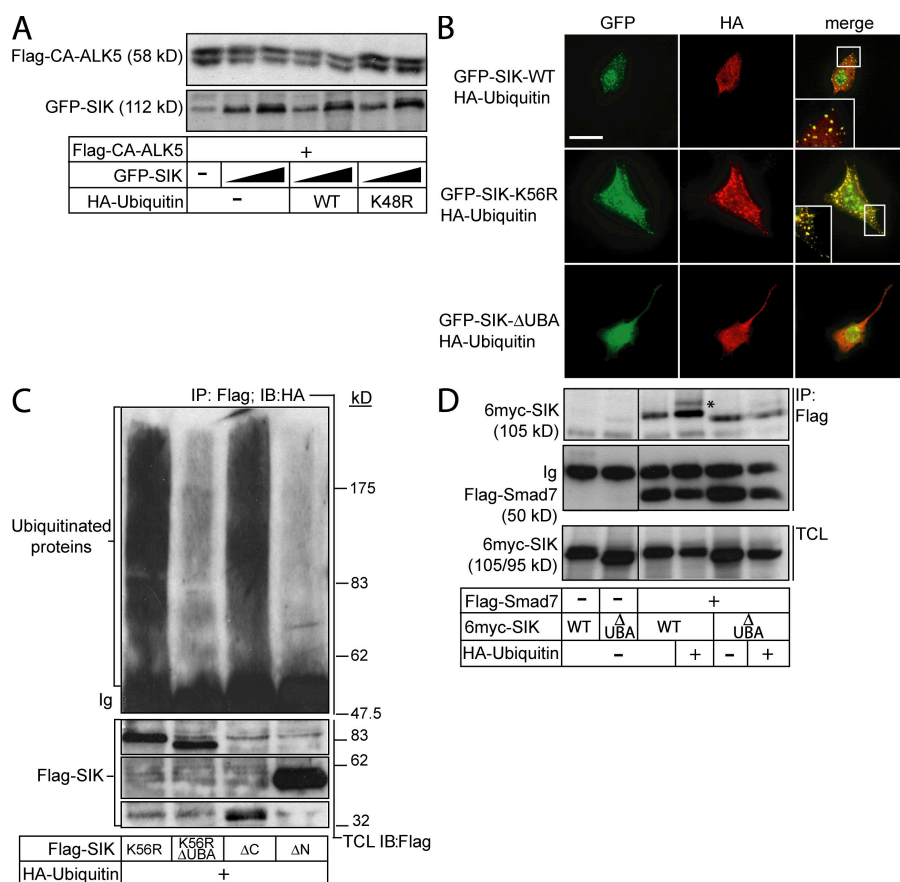 A
Flag-CA-ALK5 (58 kD)
GFP-SIK (112 kD)
Flag-CA-ALK5 +
GFP-SIK –
HA-Ubiquitin – WT K48R
B
GFP HA merge
GFP-SIK-WT
HA-Ubiquitin
GFP-SIK-K56R
HA-Ubiquitin
GFP-SIK-ΔUBA
HA-Ubiquitin
C
IP: Flag; IB:HA
kD
175
Ubiquitinated
proteins
83
62
Ig
47.5
83
62
Flag-SIK
32
TCL IB:Flag
Flag-SIK K56R K56R ΔUBA ΔC ΔN
HA-Ubiquitin +
D
6myc-SIK
(105 kD)
*
IP:
Flag
Ig
Flag-Smad7
(50 kD)
6myc-SIK
(105/95 kD)
TCL
Flag-Smad7 – – +
6myc-SIK WT Δ UBA WT Δ UBA
HA-Ubiquitin – + – +